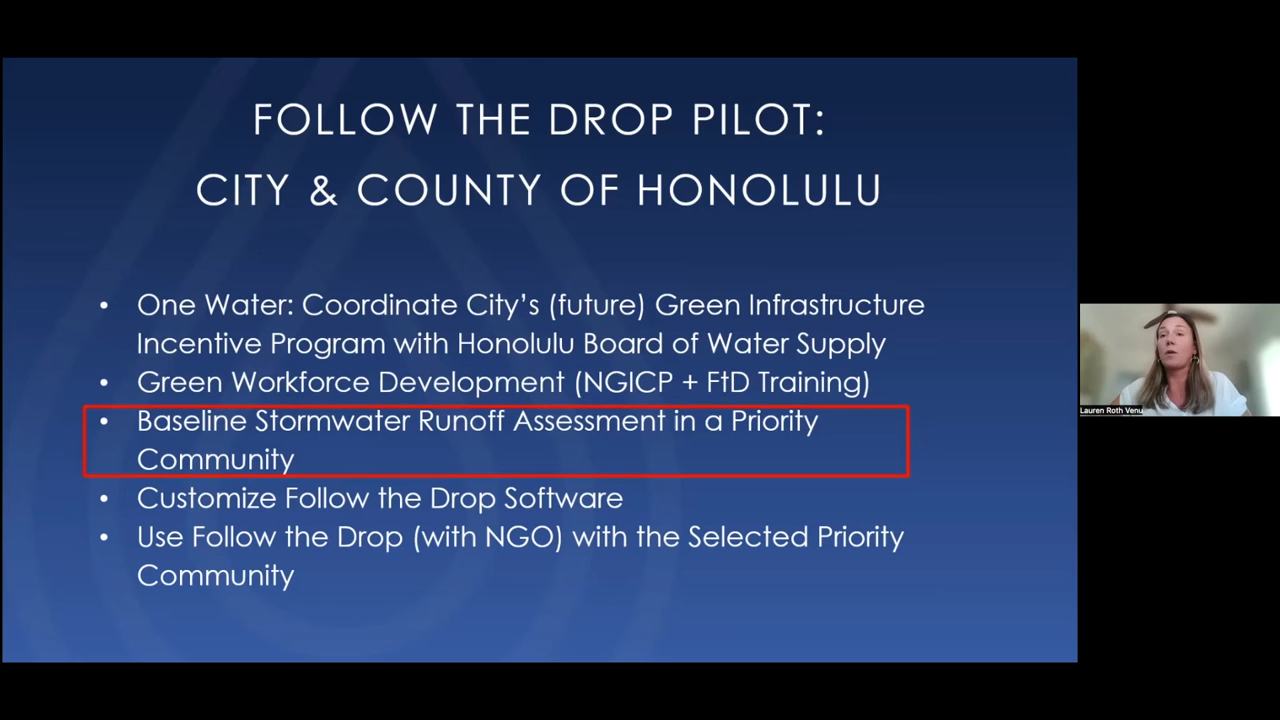 FOLLOW THE DROP PILOT:
CITY & COUNTY OF HONOLULU
• One Water: Coordinate City's (future) Green Infrastructure
Incentive Program with Honolulu Board of Water Supply
• Green Workforce Development (NGICP + FtD Training)
• Baseline Stormwater Runoff Assessment in a Priority
Community
• Customize Follow the Drop Software
• Use Follow the Drop (with NGO) with the Selected Priority
Community
Lauren Roth Venu